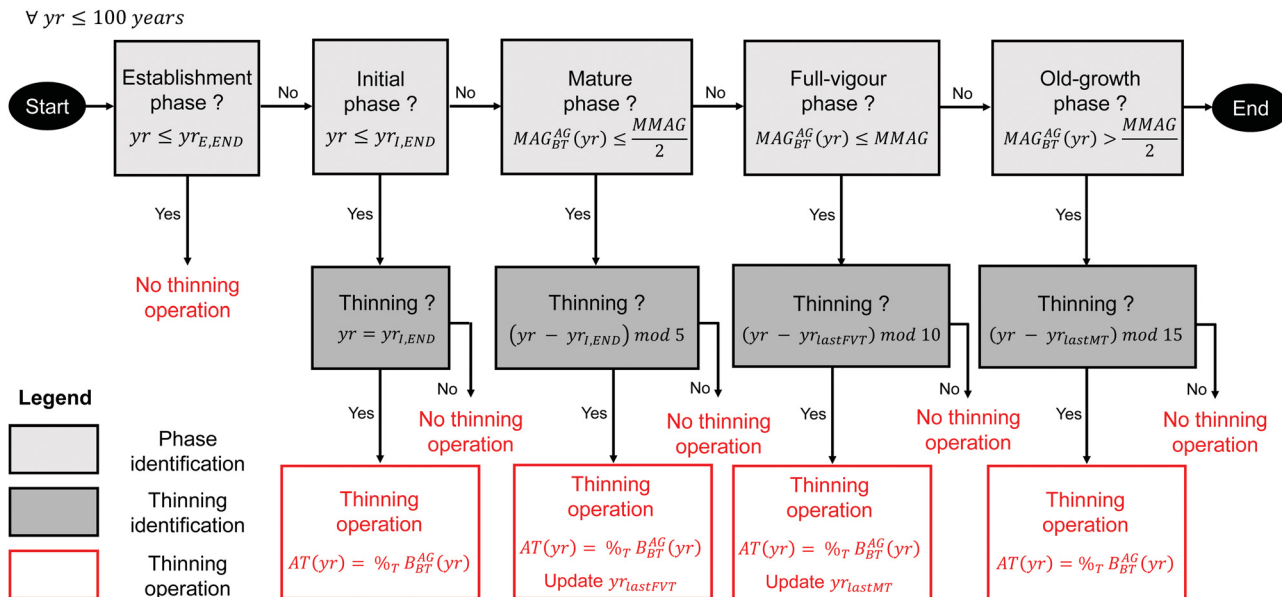 ∀ yr ≤ 100 years
Start
Establishment
phase ?
yr ≤ yr_{E,END}
No
Initial
phase ?
yr ≤ yr_{I,END}
No
Mature
phase ?
MAG_{BT}^{AG}(yr) ≤ \frac{MMAG}{2}
No
Full-vigour
phase ?
MAG_{BT}^{AG}(yr) ≤ MMAG
No
Old-growth
phase ?
MAG_{BT}^{AG}(yr) > \frac{MMAG}{2}
End
Yes
Yes
Yes
Yes
Yes
No thinning
operation
Thinning ?
yr = yr_{I,END}
Thinning ?
(yr − yr_{I,END}) mod 5
Thinning ?
(yr − yr_{lastFVT}) mod 10
Thinning ?
(yr − yr_{lastMT}) mod 15
No
No
No
No
Yes
Yes
Yes
Yes
No thinning
operation
No thinning
operation
No thinning
operation
No thinning
operation
Thinning
operation
AT(yr) = %_T B_{BT}^{AG}(yr)
Thinning
operation
AT(yr) = %_T B_{BT}^{AG}(yr)
Update yr_{lastFVT}
Thinning
operation
AT(yr) = %_T B_{BT}^{AG}(yr)
Update yr_{lastMT}
Thinning
operation
AT(yr) = %_T B_{BT}^{AG}(yr)
Legend
Phase
identification
Thinning
identification
Thinning
operation